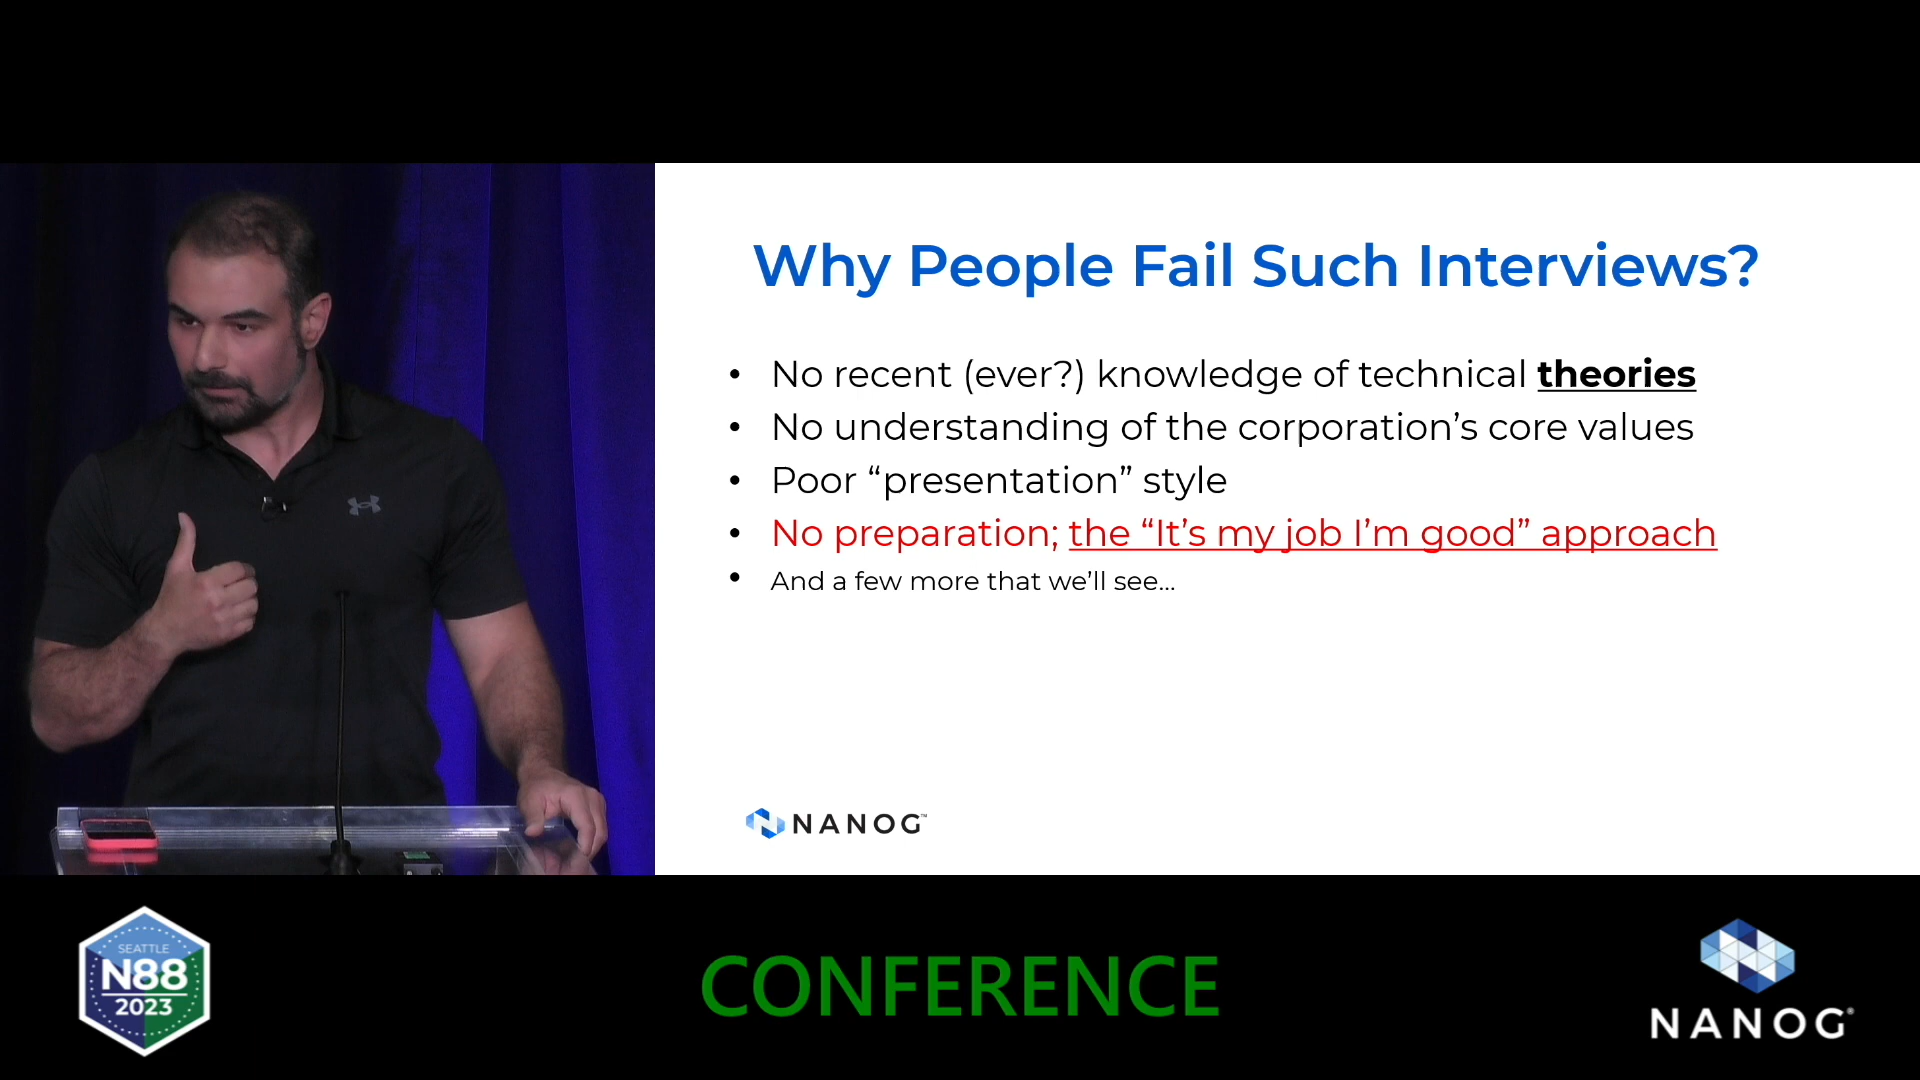 Why People Fail Such Interviews?
• No recent (ever?) knowledge of technical theories
• No understanding of the corporation’s core values
• Poor “presentation” style
• No preparation; the “It’s my job I’m good” approach
• And a few more that we’ll see...
NANOG™
SEATTLE
N88
2023
CONFERENCE
NANOG®